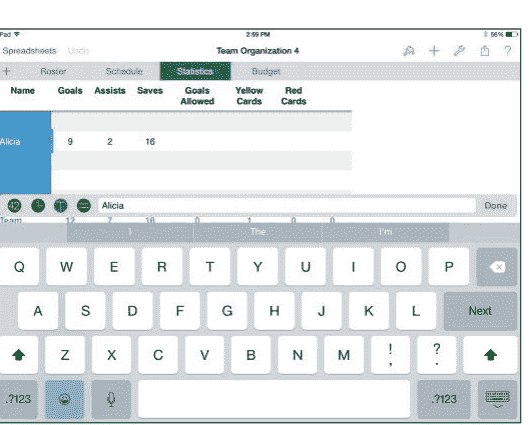 Pad 2:59 PM 56%
Spreadsheets Undo Team Organization 4 + ?
+ Roster Schedule Statistics Budget
Name Goals Assists Saves Goals Allowed Yellow Cards Red Cards
Alicia 9 2 16
42 T = Alicia Done
Team 12 7 16 0 1 0 0
I The I'm
Q W E R T Y U I O P
A S D F G H J K L Next
Z X C V B N M ! , ? .
.?123 .?123